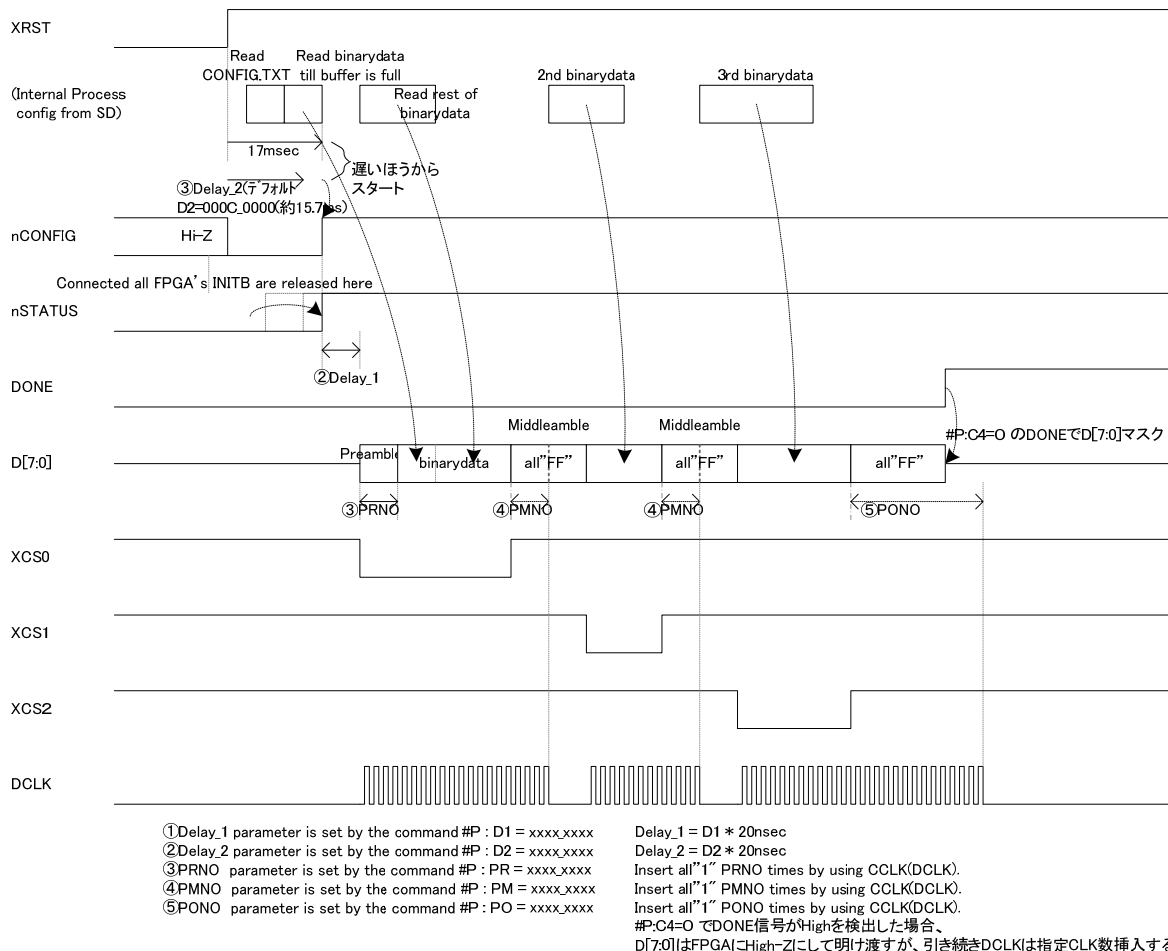 XRST
Read
CONFIG.TXT
Read binarydata
till buffer is full
2nd binarydata
3rd binarydata
(Internal Process
config from SD)
Read rest of
binarydata
17msec
遅いほうから
スタート
③Delay_2(デフォルト
D2=000C_0000(約15.7ms)
nCONFIG
Hi-Z
Connected all FPGA's INITB are released here
nSTATUS
②Delay_1
DONE
Middleamble
Middleamble
#P:C4=O のDONEでD[7:0]マスク
D[7:0]
Preamble
binarydata
all"FF"
all"FF"
all"FF"
③PRNO
④PMNO
④PMNO
⑤PONO
XCS0
XCS1
XCS2
DCLK
①Delay_1 parameter is set by the command #P : D1 = xxxx_xxxx Delay_1 = D1 * 20nsec
②Delay_2 parameter is set by the command #P : D2 = xxxx_xxxx Delay_2 = D2 * 20nsec
③PRNO parameter is set by the command #P : PR = xxxx_xxxx Insert all"1" PRNO times by using CCLK(DCLK).
④PMNO parameter is set by the command #P : PM = xxxx_xxxx Insert all"1" PMNO times by using CCLK(DCLK).
⑤PONO parameter is set by the command #P : PO = xxxx_xxxx Insert all"1" PONO times by using CCLK(DCLK).
#P:C4=O でDONE信号がHighを検出した場合、
D[7:0]はFPGAにHigh-Zにして明け渡すが、引き続きDCLKは指定CLK数挿入する